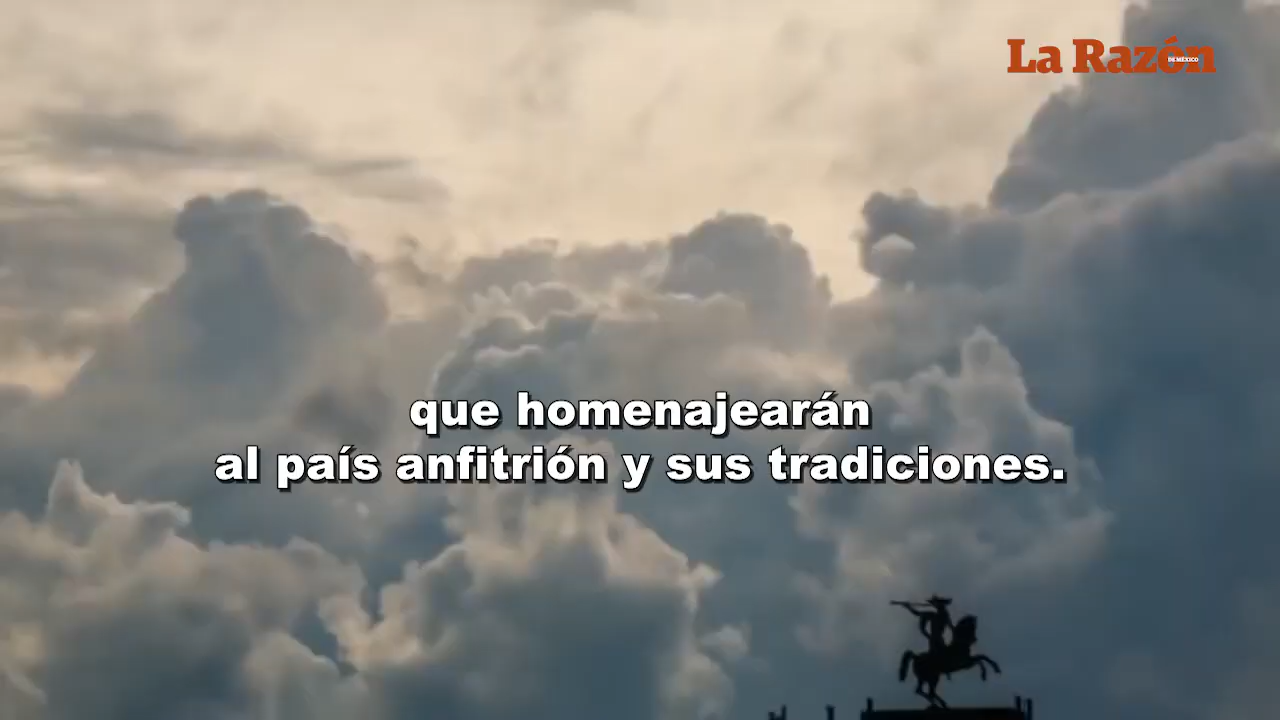 La Razón
DE MÉXICO
que homenajearán
al país anfitrión y sus tradiciones.